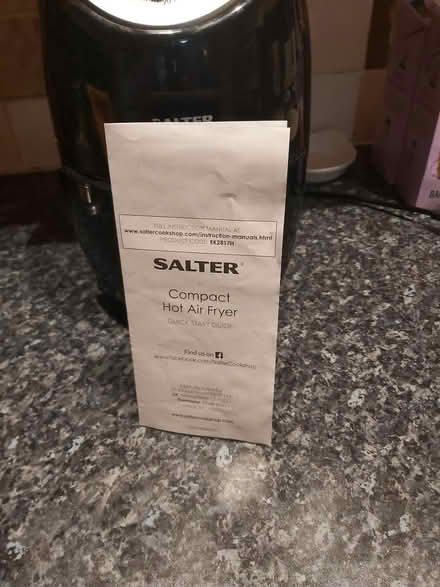 SALTER
FULL INSTRUCTION MANUAL AT
www.saltercookshop.com/instruction-manuals.html
PRODUCT CODE: EK2817H
SALTER®
Compact
Hot Air Fryer
QUICK START GUIDE
Find us on f
www.facebook.com/SalterCookshop
www.saltercookshop.com